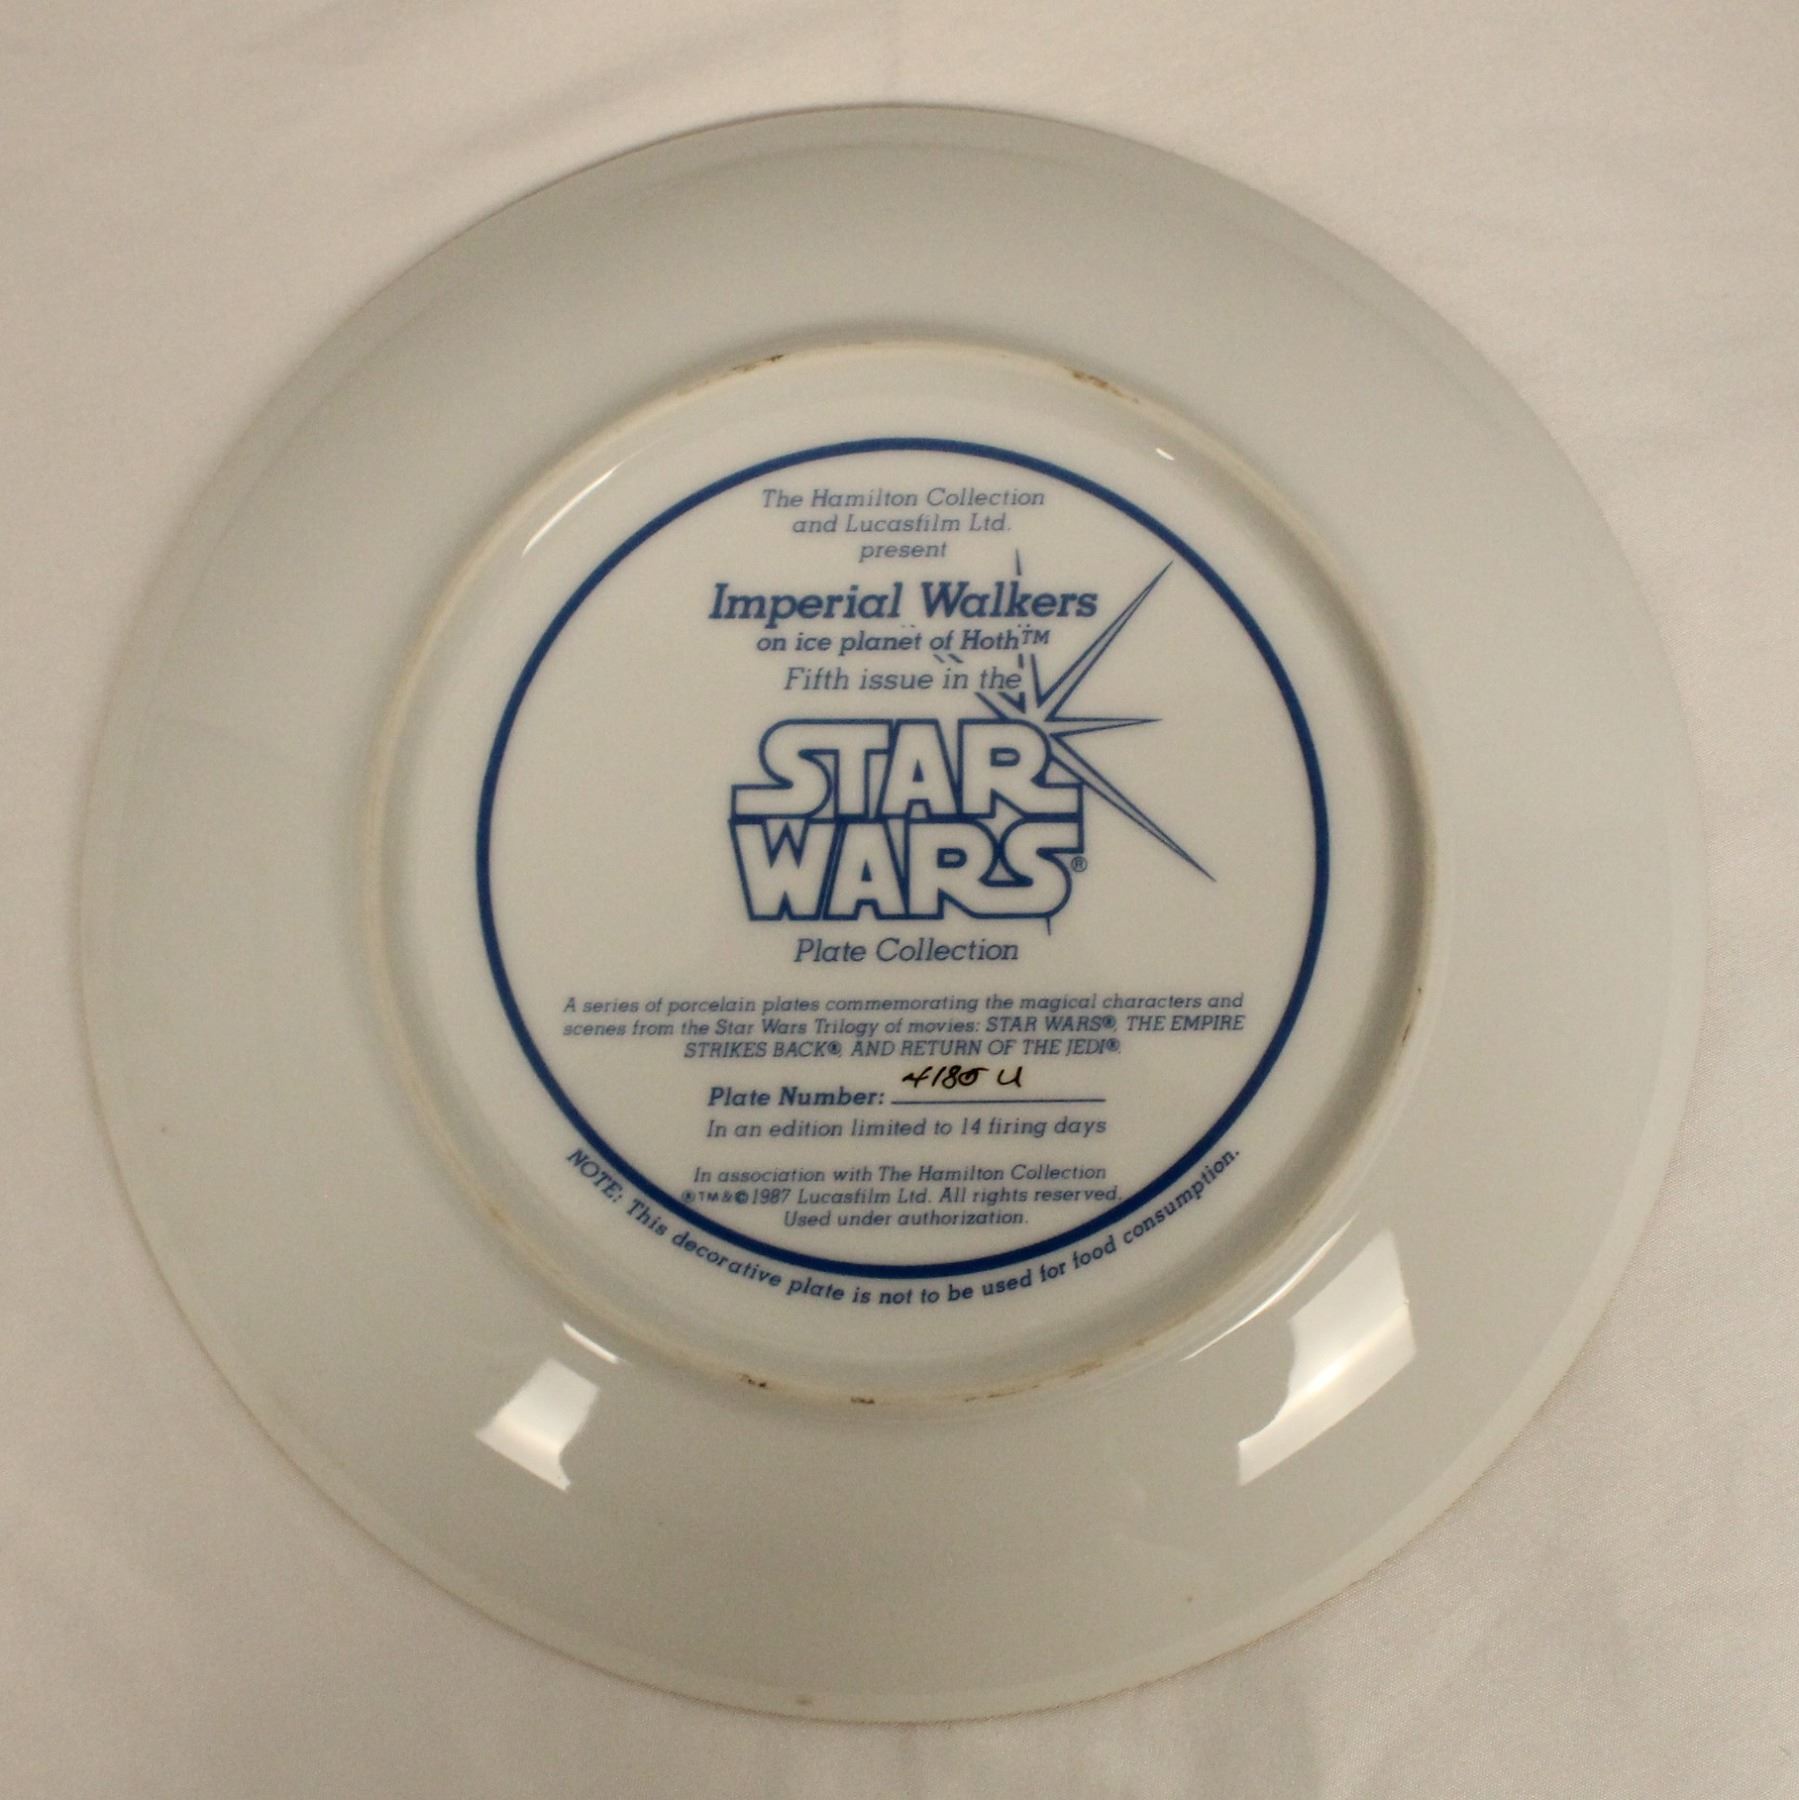 The Hamilton Collection
and Lucasfilm Ltd.
present
Imperial Walkers
on ice planet of Hoth™
Fifth issue in the
STAR
WARS®
Plate Collection
A series of porcelain plates commemorating the magical characters and
scenes from the Star Wars Trilogy of movies: STAR WARS®, THE EMPIRE
STRIKES BACK®, AND RETURN OF THE JEDI®.
Plate Number: 4180 U
In an edition limited to 14 firing days
In association with The Hamilton Collection
®™&©1987 Lucasfilm Ltd. All rights reserved.
Used under authorization.
NOTE: This decorative plate is not to be used for food consumption.